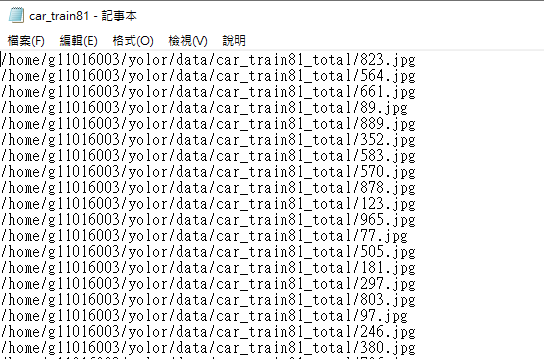 car_train81 - 記事本
檔案(F) 編輯(E) 格式(O) 檢視(V) 說明
/home/g11016003/yolor/data/car_train81_total/823.jpg
/home/g11016003/yolor/data/car_train81_total/564.jpg
/home/g11016003/yolor/data/car_train81_total/661.jpg
/home/g11016003/yolor/data/car_train81_total/89.jpg
/home/g11016003/yolor/data/car_train81_total/889.jpg
/home/g11016003/yolor/data/car_train81_total/352.jpg
/home/g11016003/yolor/data/car_train81_total/583.jpg
/home/g11016003/yolor/data/car_train81_total/570.jpg
/home/g11016003/yolor/data/car_train81_total/878.jpg
/home/g11016003/yolor/data/car_train81_total/123.jpg
/home/g11016003/yolor/data/car_train81_total/965.jpg
/home/g11016003/yolor/data/car_train81_total/77.jpg
/home/g11016003/yolor/data/car_train81_total/505.jpg
/home/g11016003/yolor/data/car_train81_total/181.jpg
/home/g11016003/yolor/data/car_train81_total/297.jpg
/home/g11016003/yolor/data/car_train81_total/803.jpg
/home/g11016003/yolor/data/car_train81_total/97.jpg
/home/g11016003/yolor/data/car_train81_total/246.jpg
/home/g11016003/yolor/data/car_train81_total/380.jpg